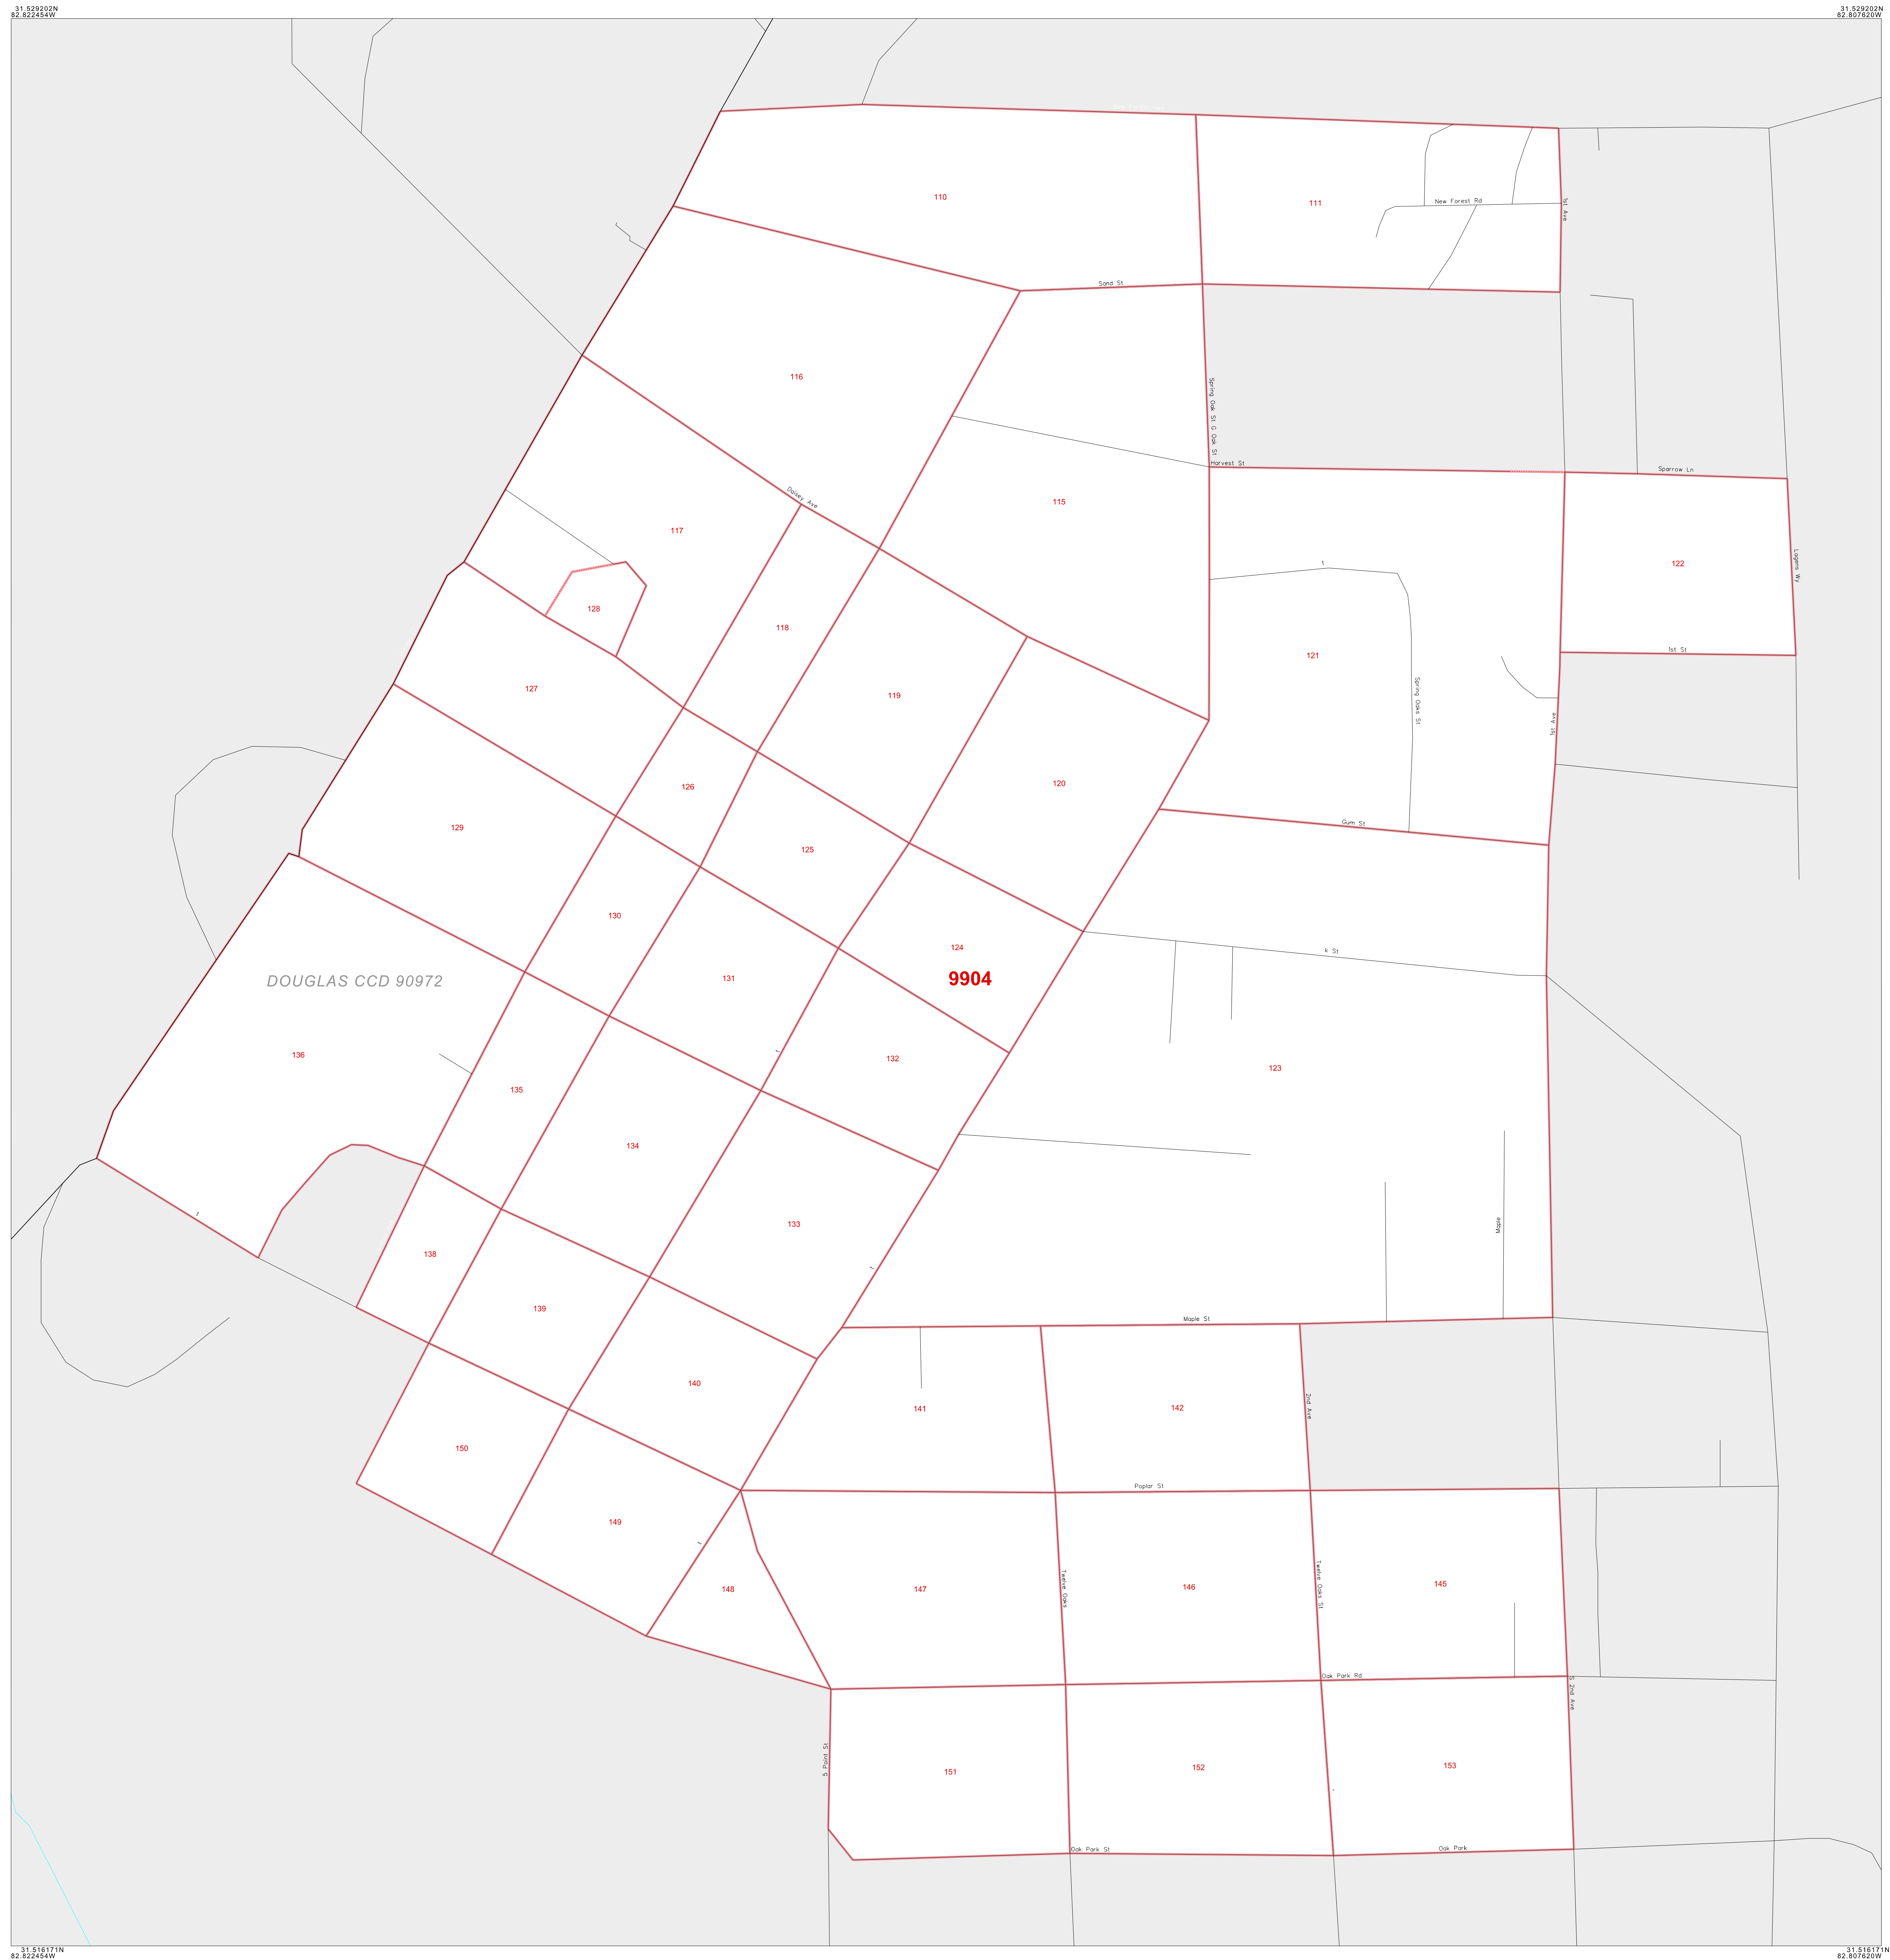 31.529202N
82.822454W
31.529202N
82.807620W
110
111
New Forest Rd
1st Ave
Sand St
116
Spring Oak St G Oak St
Harvest St
Sparrow Ln
Daisey Ave
115
117
122
Logans Wy
128
118
121
1st St
127
119
Spring Oaks St
1st Ave
126
120
129
125
Gum St
130
124
k St
131
9904
DOUGLAS CCD 90972
136
132
123
135
134
133
Maple
138
139
Maple St
140
141
142
2nd Ave
150
Poplar St
149
148
147
Twelve Oaks
146
Twelve Oaks St
145
Oak Park Rd
S 2nd Ave
S Point St
151
152
153
Oak Park St
Oak Park
31.516171N
82.822454W
31.516171N
82.807620W